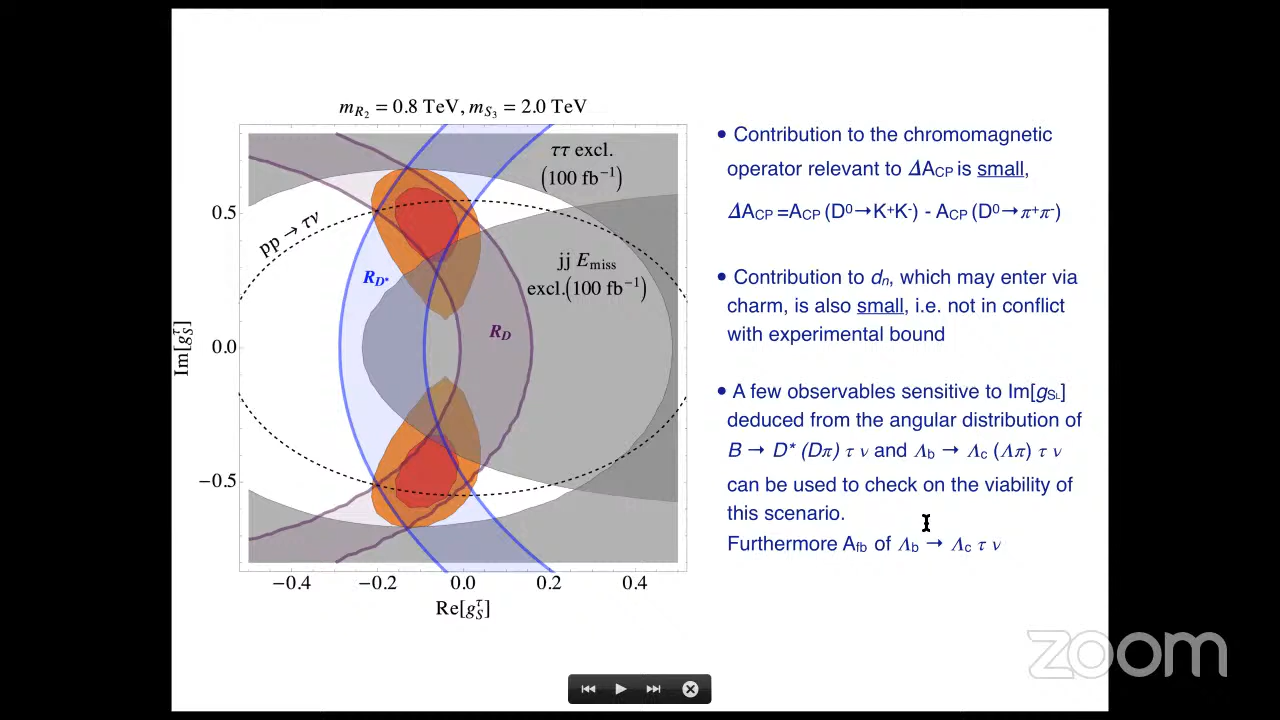 m_{R_2} = 0.8 TeV, m_{S_3} = 2.0 TeV
ττ excl.
(100 fb⁻¹)
pp → τν
R_{D*}
jj E_miss
excl.(100 fb⁻¹)
R_D
Im[g_S^τ]
0.5
0.0
−0.5
−0.4
−0.2
0.0
0.2
0.4
Re[g_S^τ]
• Contribution to the chromomagnetic
operator relevant to ΔA_CP is small,
ΔA_CP =A_CP (D⁰→K⁺K⁻) - A_CP (D⁰→π⁺π⁻)
• Contribution to d_n, which may enter via
charm, is also small, i.e. not in conflict
with experimental bound
• A few observables sensitive to Im[g_{SL}]
deduced from the angular distribution of
B → D* (Dπ) τ ν and Λ_b → Λ_c (Λπ) τ ν
can be used to check on the viability of
this scenario.
Furthermore A_fb of Λ_b → Λ_c τ ν
zoom